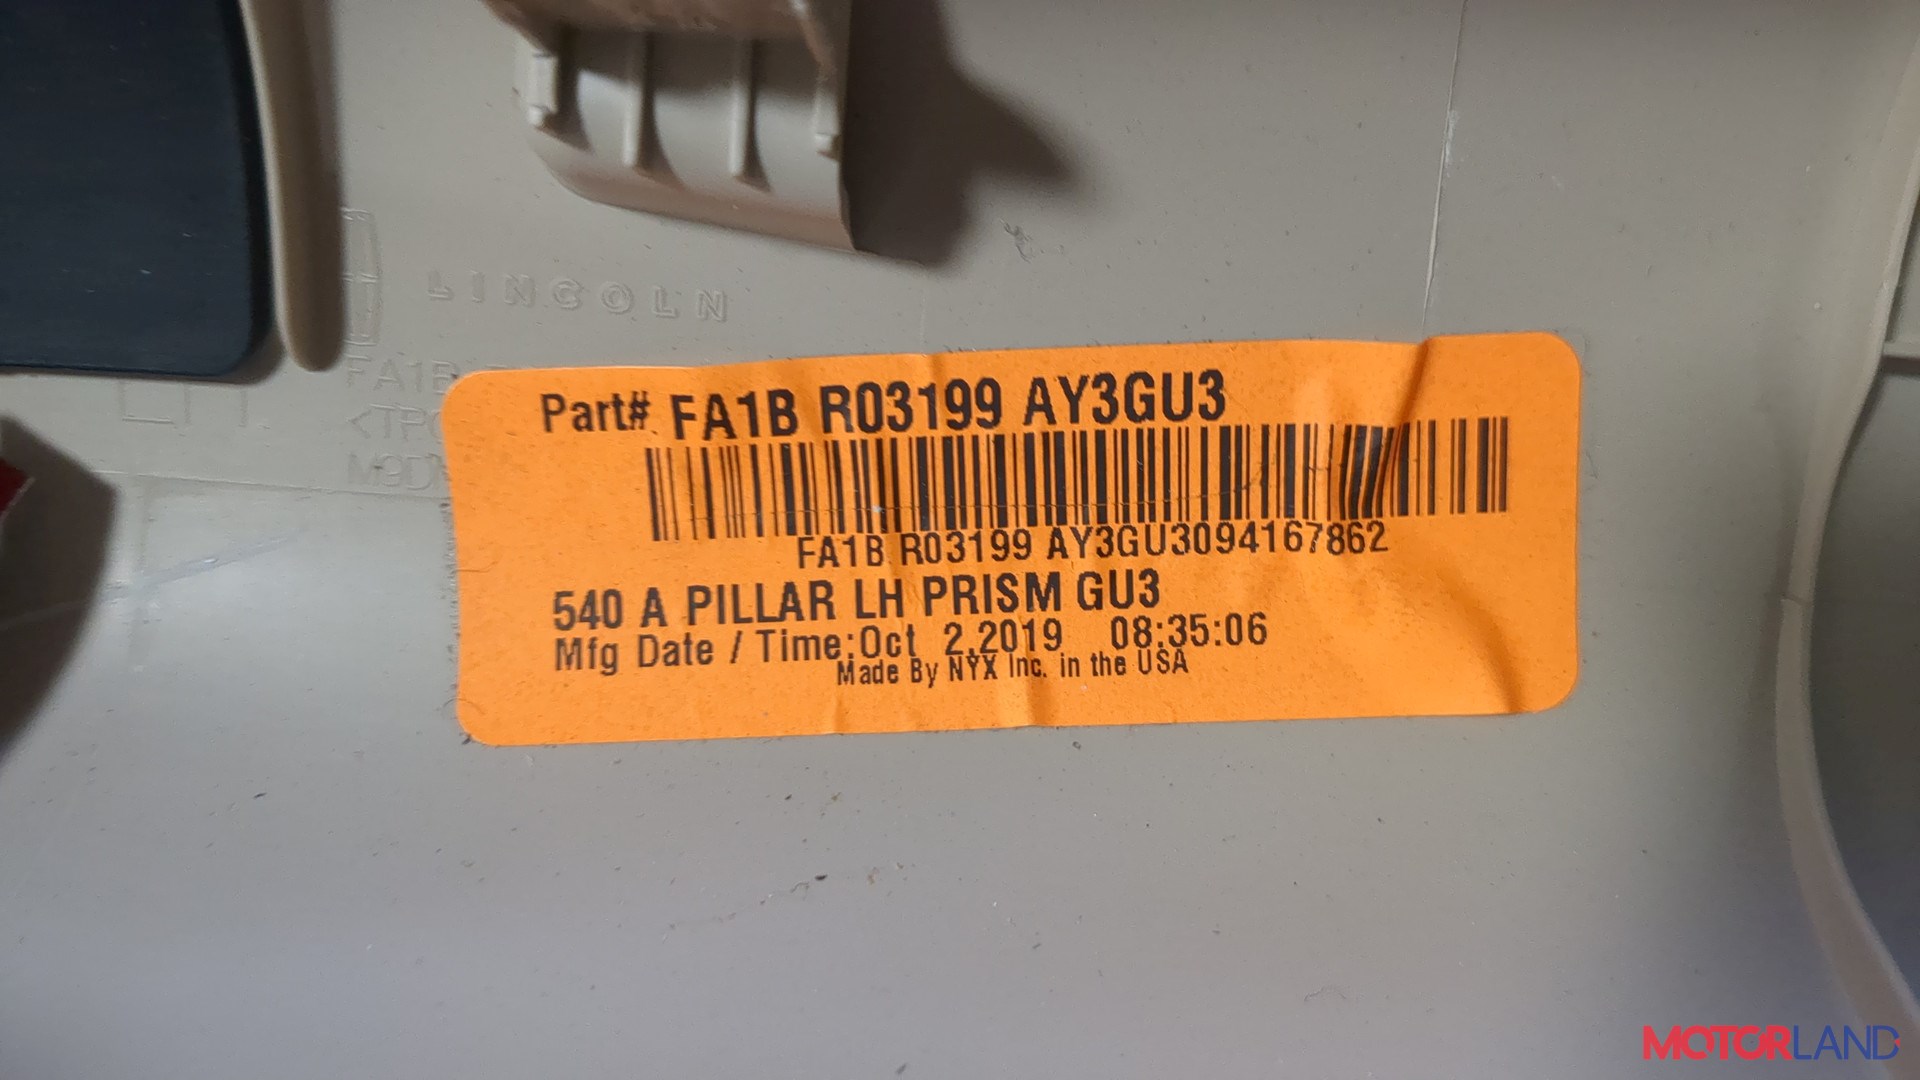 LINCOLN
FA1B
Part# FA1B R03199 AY3GU3
FA1B R03199 AY3GU3094167862
540 A PILLAR LH PRISM GU3
Mfg Date / Time:Oct 2,2019 08:35:06
Made By NYX Inc. in the USA
MOTORLAND